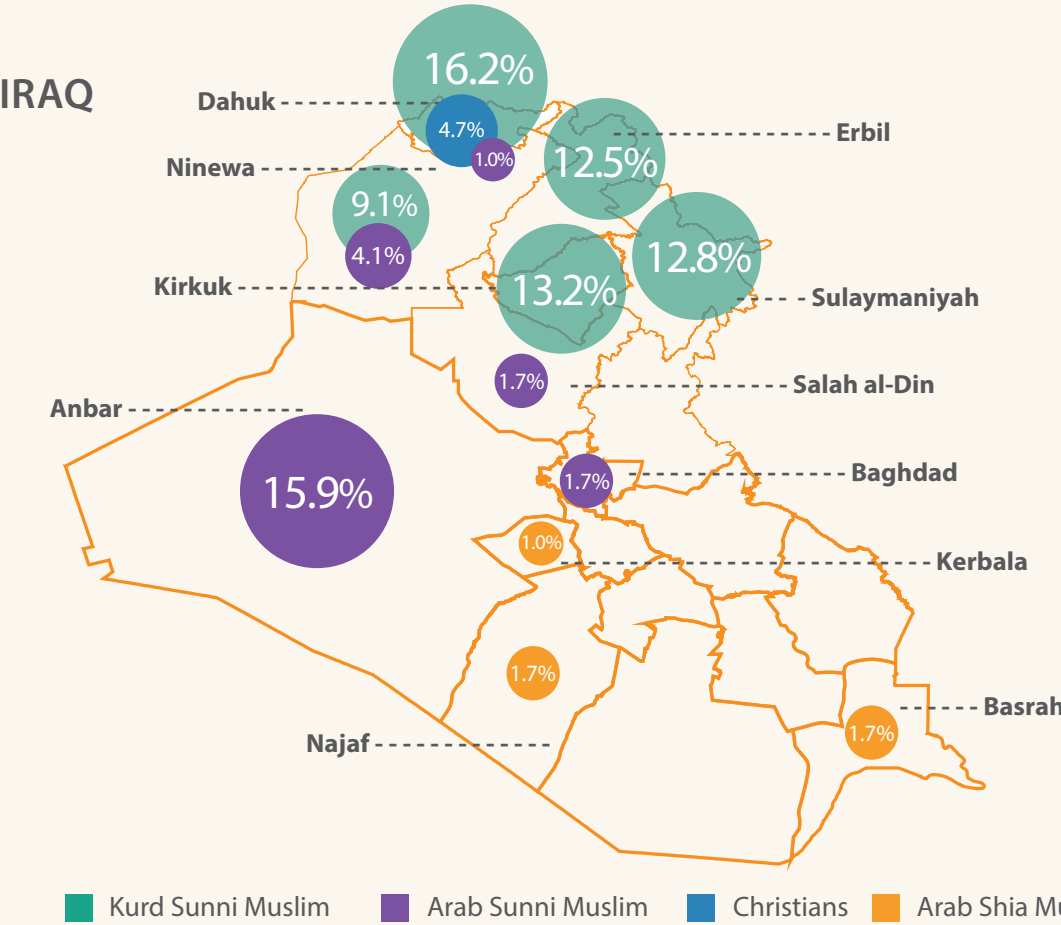 IRAQ
16.2%
Dahuk
4.7%
1.0%
Erbil
12.5%
Ninewa
9.1%
4.1%
12.8%
Kirkuk
13.2%
Sulaymaniyah
1.7%
Salah al-Din
Anbar
15.9%
1.7%
Baghdad
1.0%
Kerbala
1.7%
Basrah
1.7%
Najaf
Kurd Sunni Muslim
Arab Sunni Muslim
Christians
Arab Shia